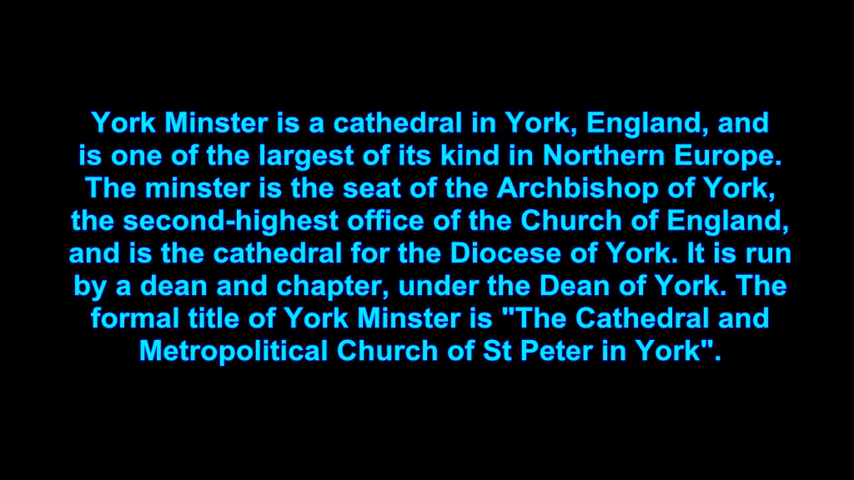 York Minster is a cathedral in York, England, and
is one of the largest of its kind in Northern Europe.
The minster is the seat of the Archbishop of York,
the second-highest office of the Church of England,
and is the cathedral for the Diocese of York. It is run
by a dean and chapter, under the Dean of York. The
formal title of York Minster is "The Cathedral and
Metropolitical Church of St Peter in York".